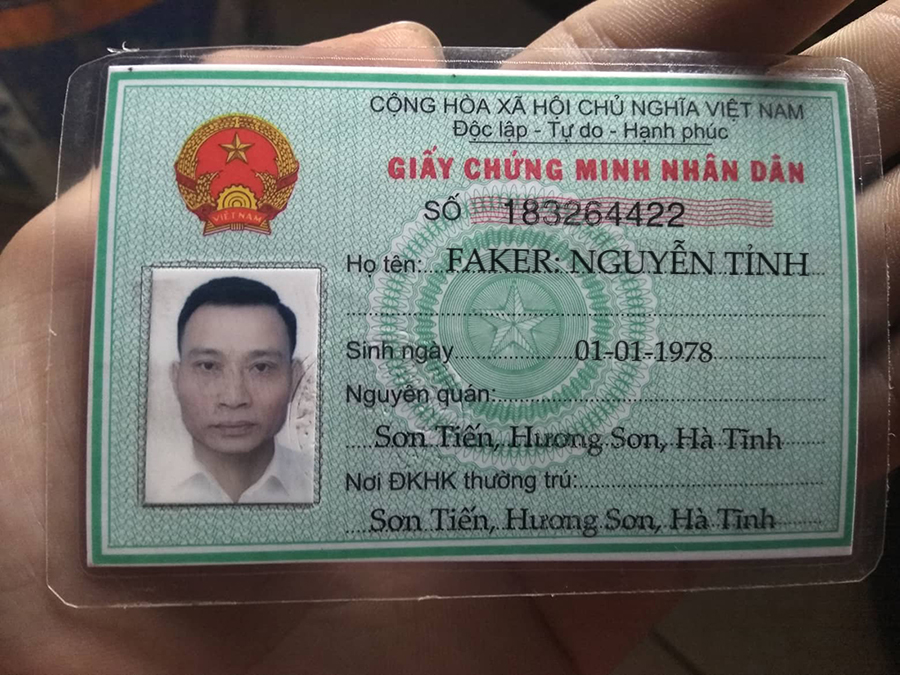 CỘNG HÒA XÃ HỘI CHỦ NGHĨA VIỆT NAM
Độc lập - Tự do - Hạnh phúc
GIẤY CHỨNG MINH NHÂN DÂN
SỐ 183264422
VIỆT NAM
Họ tên: FAKER: NGUYỄN TỈNH
Sinh ngày 01-01-1978
Nguyên quán:
Sơn Tiến, Hương Sơn, Hà Tĩnh
Nơi ĐKHK thường trú:
Sơn Tiến, Hương Sơn, Hà Tĩnh